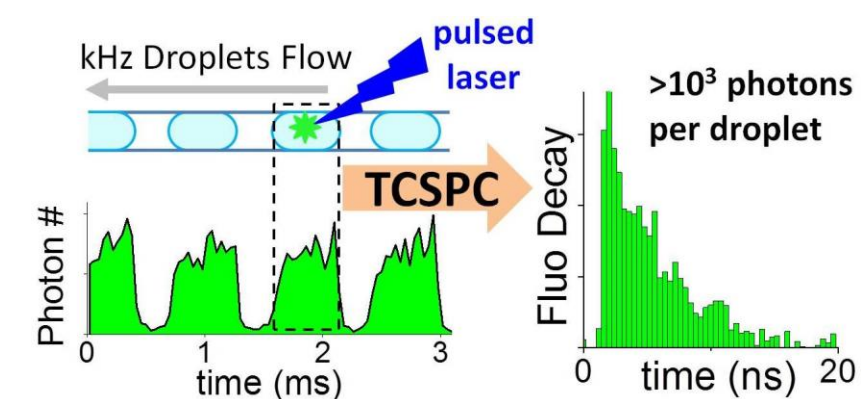 kHz Droplets Flow
pulsed
laser
>10³ photons
per droplet
TCSPC
Photon #
0 1 2 3
time (ms)
Fluo Decay
0 20
time (ns)